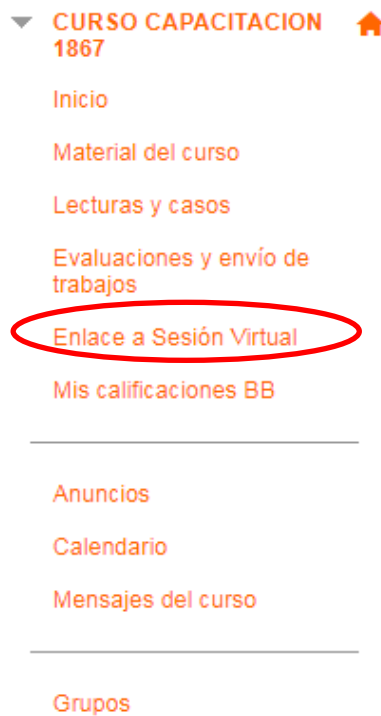 CURSO CAPACITACION
1867
Inicio
Material del curso
Lecturas y casos
Evaluaciones y envío de
trabajos
Enlace a Sesión Virtual
Mis calificaciones BB
Anuncios
Calendario
Mensajes del curso
Grupos